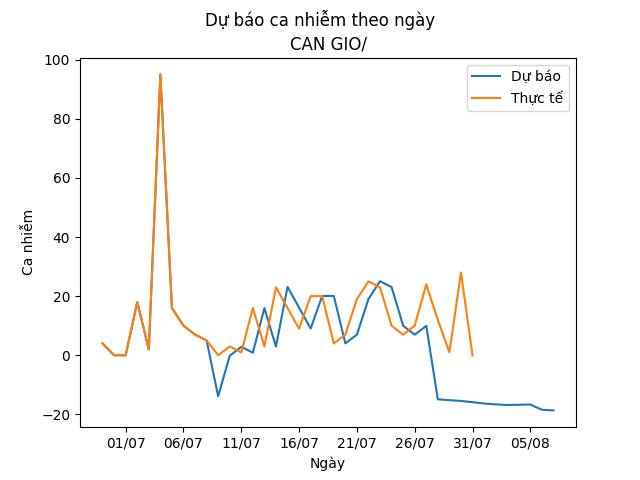 Dự báo ca nhiễm theo ngày
CAN GIO/
Dự báo
Thực tế
Ca nhiễm
100
80
60
40
20
0
−20
01/07 06/07 11/07 16/07 21/07 26/07 31/07 05/08
Ngày